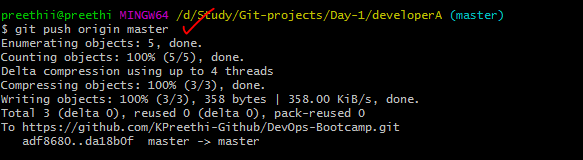 preethii@preethi MINGW64 /d/Study/Git-projects/Day-1/developerA (master)
$ git push origin master
Enumerating objects: 5, done.
Counting objects: 100% (5/5), done.
Delta compression using up to 4 threads
Compressing objects: 100% (3/3), done.
Writing objects: 100% (3/3), 358 bytes | 358.00 KiB/s, done.
Total 3 (delta 0), reused 0 (delta 0), pack-reused 0
To https://github.com/KPreethi-Github/DevOps-Bootcamp.git
   adf8680..da18b0f  master -> master